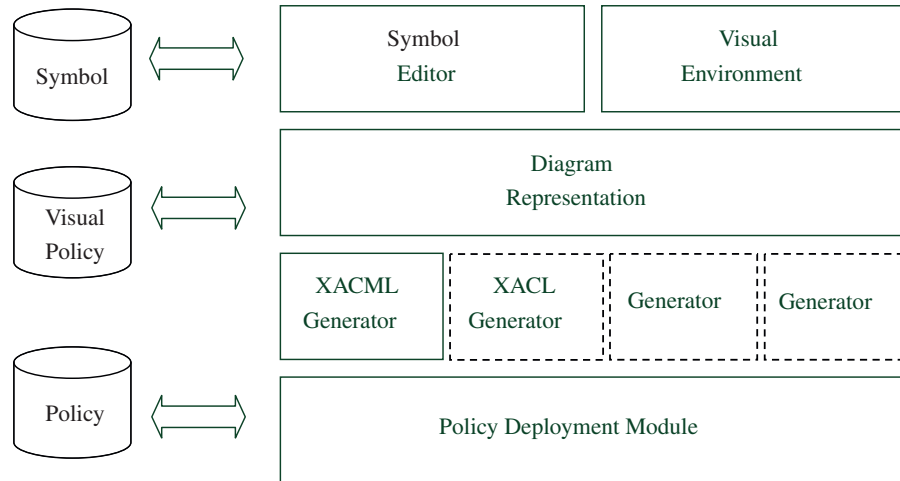 Symbol
Symbol
Editor
Visual
Environment
Visual
Policy
Diagram
Representation
XACML
Generator
XACL
Generator
Generator
Generator
Policy
Policy Deployment Module